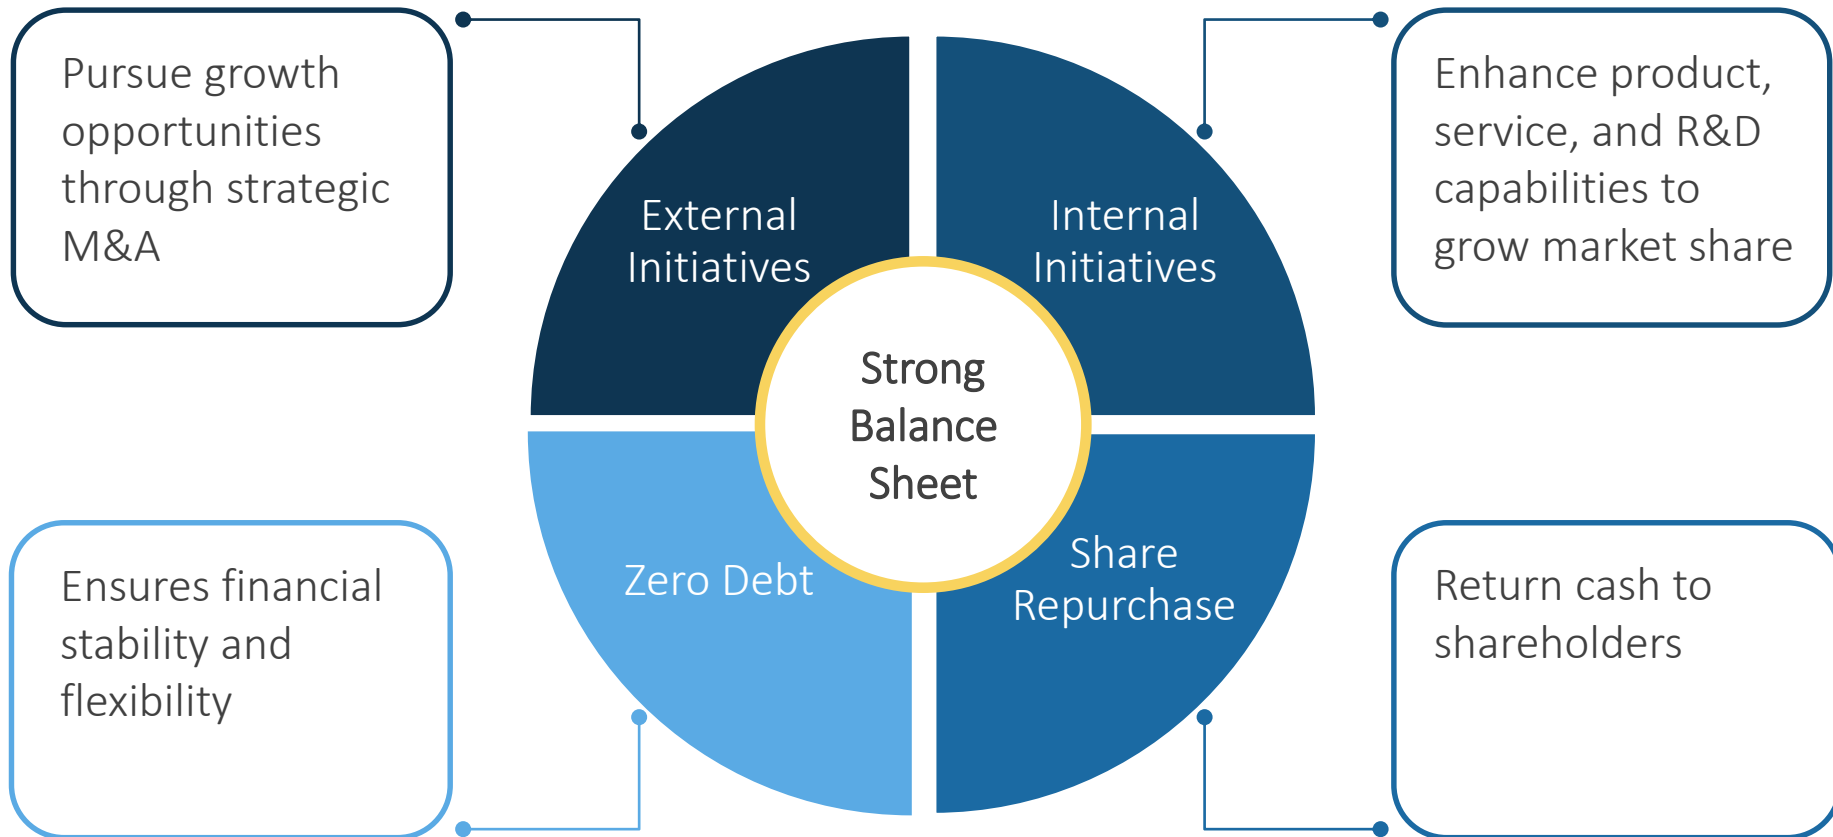 Pursue growth
opportunities
through strategic
M&A
External
Initiatives
Internal
Initiatives
Enhance product,
service, and R&D
capabilities to
grow market share
Strong
Balance
Sheet
Ensures financial
stability and
flexibility
Zero Debt
Share
Repurchase
Return cash to
shareholders